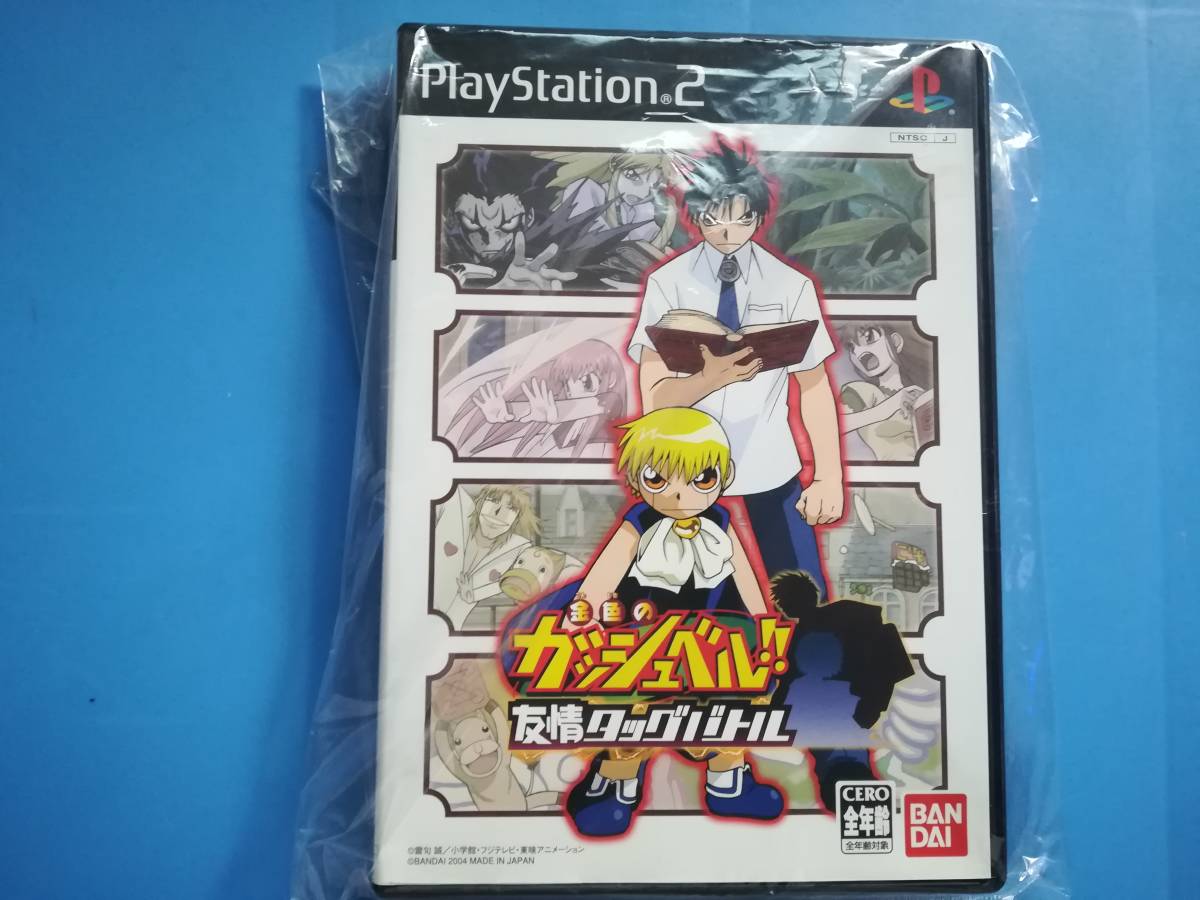 PlayStation®2
NTSC J
金色の
ガッシュベル!!
友情タッグバトル
CERO
全年齢
全年齢対象
BAN
DAI
©雷句 誠/小学館・フジテレビ・東映アニメーション
©BANDAI 2004 MADE IN JAPAN